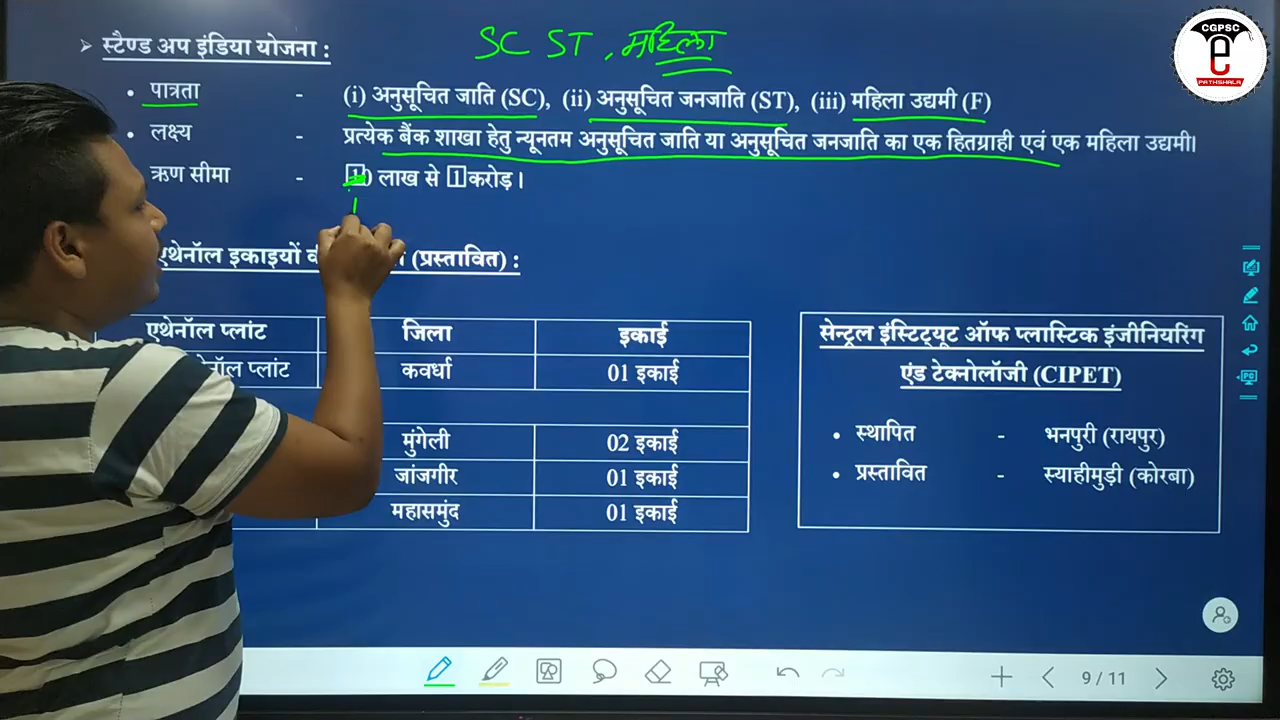 SC ST, महिला
CGPSC
e
PATHSHALA
स्टैण्ड अप इंडिया योजना :
पात्रता - (i) अनुसूचित जाति (SC), (ii) अनुसूचित जनजाति (ST), (iii) महिला उद्यमी (F)
लक्ष्य - प्रत्येक बैंक शाखा हेतु न्यूनतम अनुसूचित जाति या अनुसूचित जनजाति का एक हितग्राही एवं एक महिला उद्यमी।
ऋण सीमा - 10 लाख से 1 करोड़।
एथेनॉल इकाइयों (प्रस्तावित) :
एथेनॉल प्लांट जिला इकाई
प्लांट कवर्धा 01 इकाई
मुंगेली 02 इकाई
जांजगीर 01 इकाई
महासमुंद 01 इकाई
सेन्ट्रल इंस्टिट्यूट ऑफ प्लास्टिक इंजीनियरिंग
एंड टेक्नोलॉजी (CIPET)
स्थापित - भनपुरी (रायपुर)
प्रस्तावित - स्याहीमुड़ी (कोरबा)
PC
9 / 11